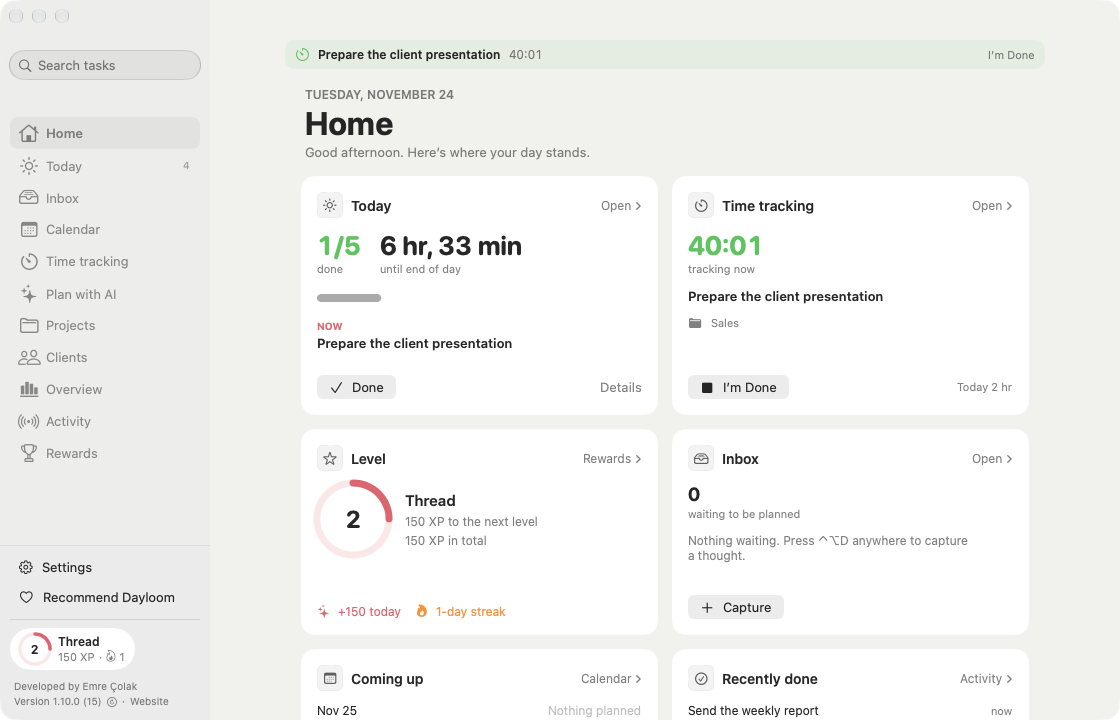 Search tasks
Home
Today 4
Inbox
Calendar
Time tracking
Plan with AI
Projects
Clients
Overview
Activity
Rewards
Settings
Recommend Dayloom
2 Thread
150 XP · 1
Developed by Emre Çolak
Version 1.10.0 (15) · Website
Prepare the client presentation 40:01 I'm Done
TUESDAY, NOVEMBER 24
Home
Good afternoon. Here's where your day stands.
Today Open
1/5 6 hr, 33 min
done until end of day
NOW
Prepare the client presentation
Done Details
Time tracking Open
40:01
tracking now
Prepare the client presentation
Sales
I'm Done Today 2 hr
Level Rewards
2
Thread
150 XP to the next level
150 XP in total
+150 today 1-day streak
Inbox Open
0
waiting to be planned
Nothing waiting. Press ⌃⌥D anywhere to capture
a thought.
Capture
Coming up Calendar
Nov 25 Nothing planned
Recently done Activity
Send the weekly report now